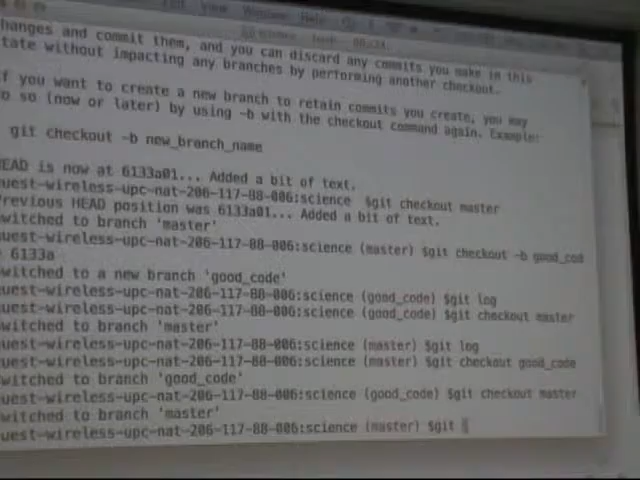 View Window Help
hanges and commit them, and you can discard any commits you make in this
tate without impacting any branches by performing another checkout.
f you want to create a new branch to retain commits you create, you may
o so (now or later) by using -b with the checkout command again. Example:
git checkout -b new_branch_name
HEAD is now at 6133a01... Added a bit of text.
uest-wireless-upc-nat-206-117-88-006:science $git checkout master
Previous HEAD position was 6133a01... Added a bit of text.
witched to branch 'master'
uest-wireless-upc-nat-206-117-88-006:science (master) $git checkout -b good_cod
6133a
witched to a new branch 'good_code'
uest-wireless-upc-nat-206-117-88-006:science (good_code) $git log
uest-wireless-upc-nat-206-117-88-006:science (good_code) $git checkout master
witched to branch 'master'
uest-wireless-upc-nat-206-117-88-006:science (master) $git log
uest-wireless-upc-nat-206-117-88-006:science (master) $git checkout good_code
witched to branch 'good_code'
uest-wireless-upc-nat-206-117-88-006:science (good_code) $git checkout master
witched to branch 'master'
uest-wireless-upc-nat-206-117-88-006:science (master) $git